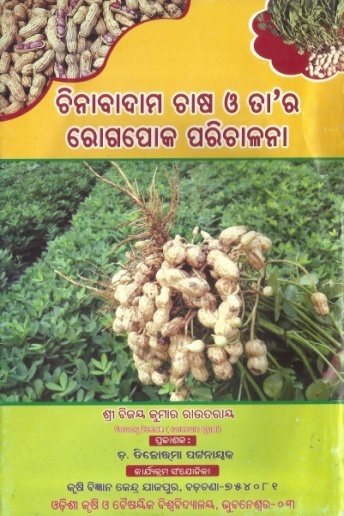 ଚିନାବାଦାମ ଚାଷ ଓ ତା'ର
ରୋଗପୋକ ପରିଚାଳନା
ଶ୍ରୀ ବିଜୟ କୁମାର ରାଉତରାୟ
ପ୍ରକାଶକ:
ଡ. ତିଳୋତ୍ତମା ପଟ୍ଟନାୟକ
କାର୍ଯ୍ୟକ୍ରମ ସଂଯୋଜିକା
କୃଷି ବିଜ୍ଞାନ କେନ୍ଦ୍ର ଯାଜପୁର, ବଡ଼ଚଣା-୭୫୪୦୮୧
ଓଡ଼ିଶା କୃଷି ଓ ବୈଷୟିକ ବିଶ୍ବବିଦ୍ୟାଳୟ, ଭୁବନେଶ୍ୱର-୦୩